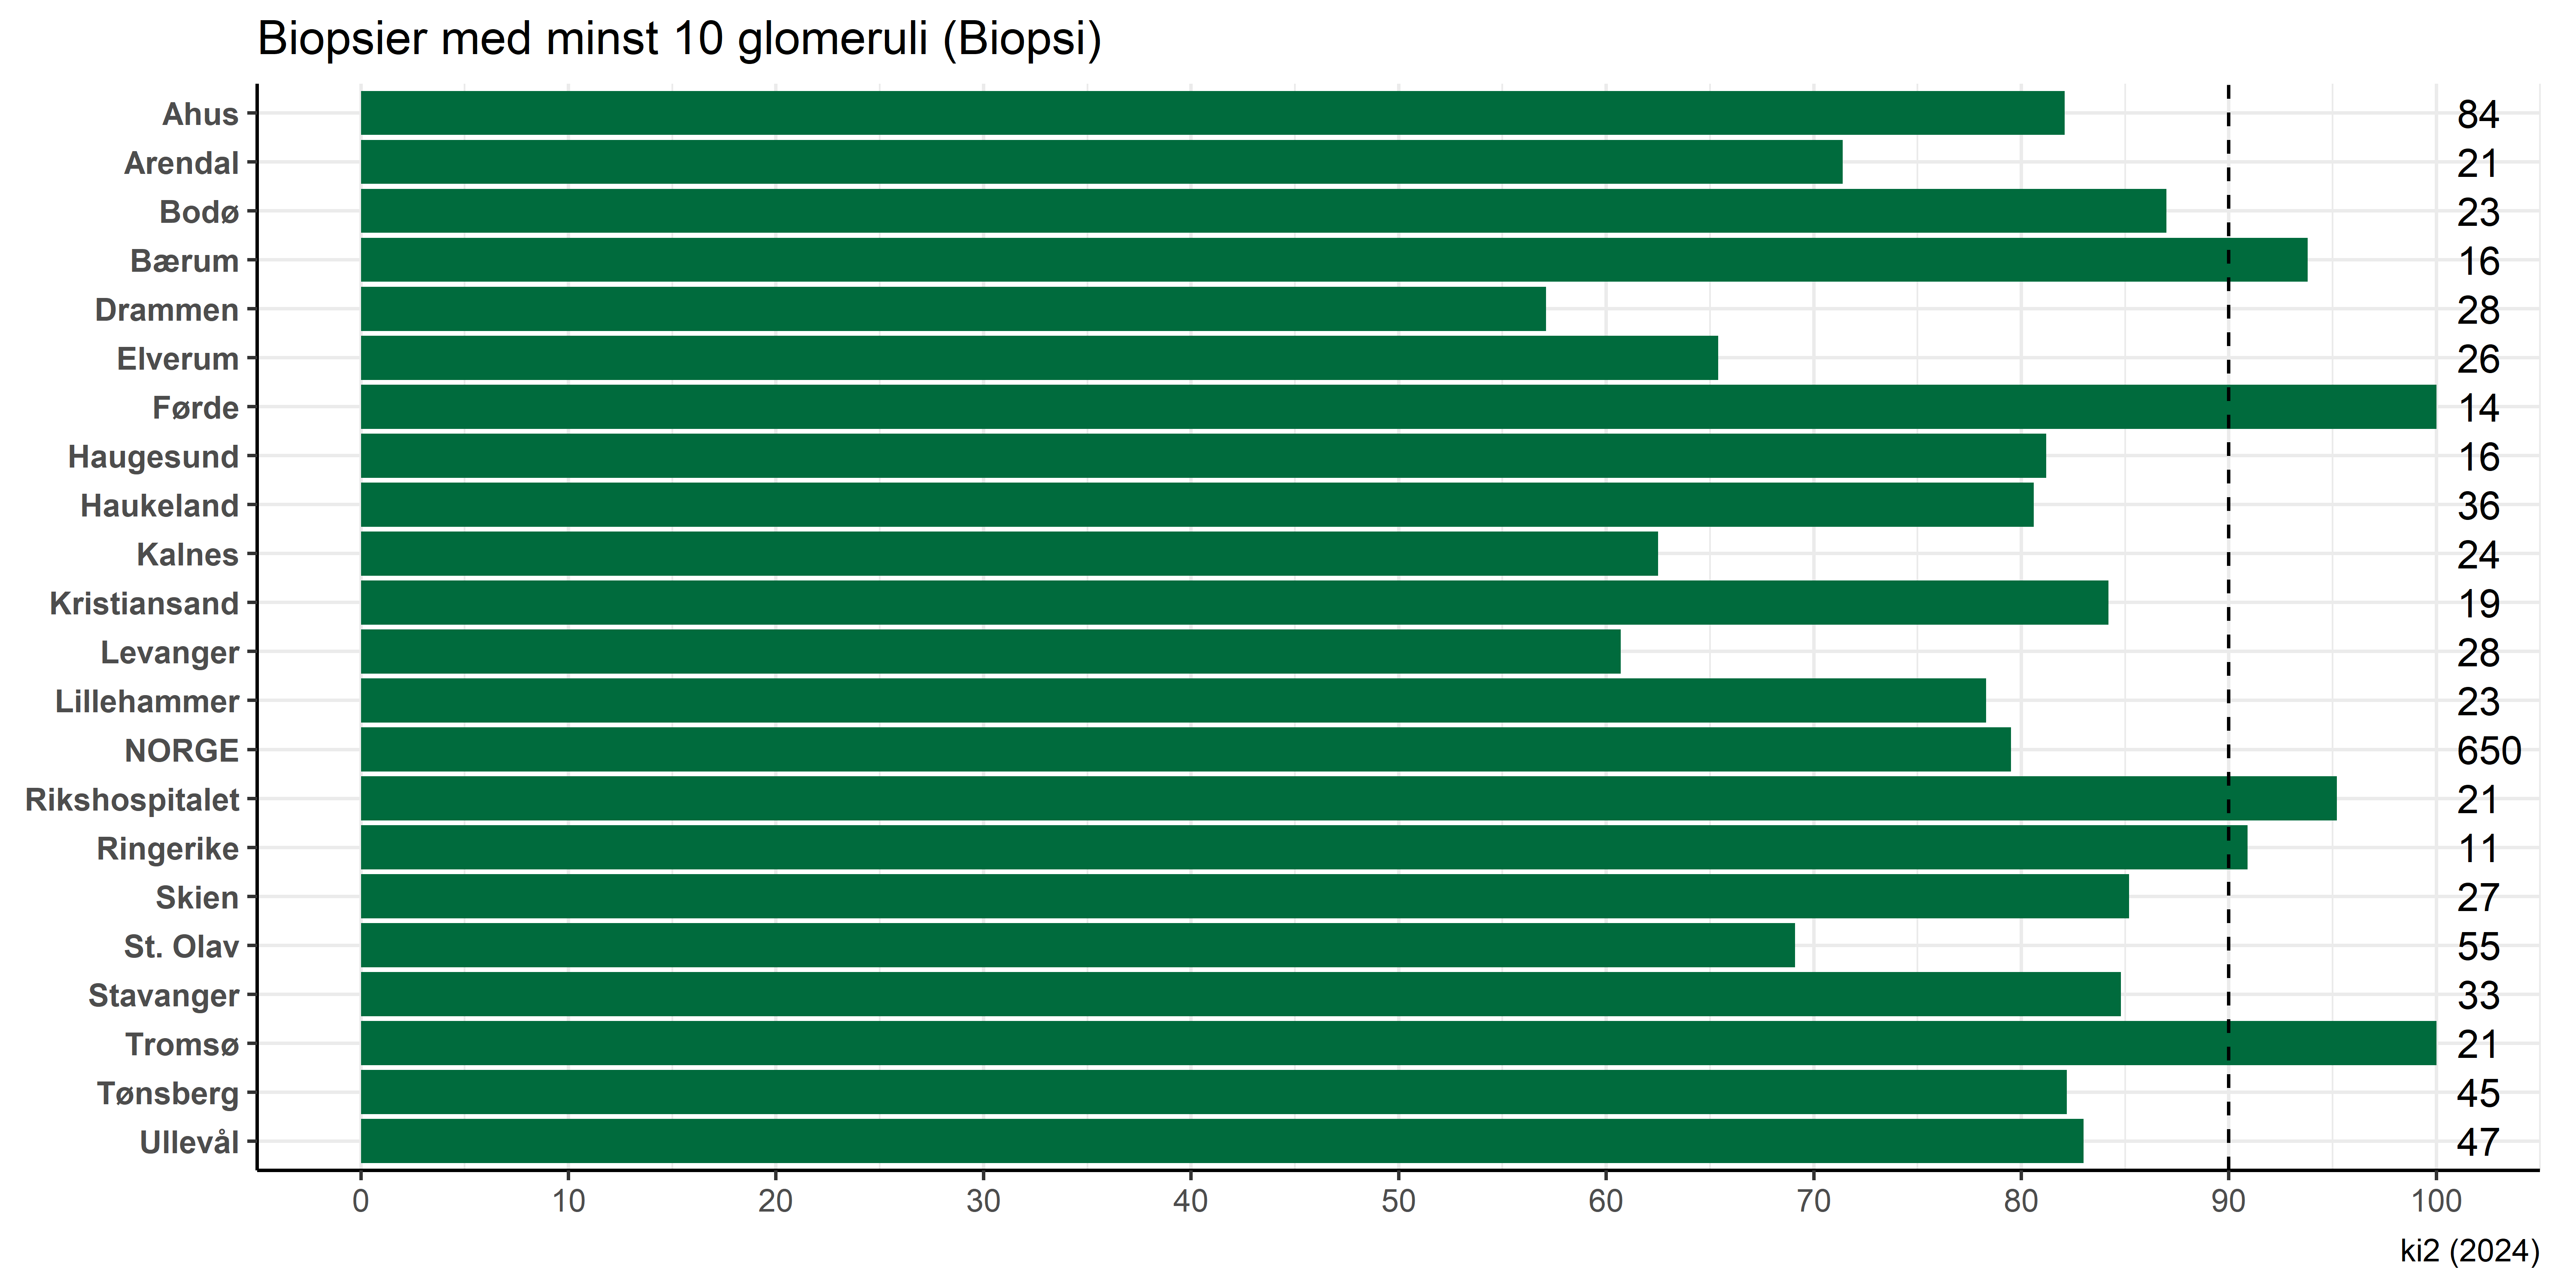 Biopsier med minst 10 glomeruli (Biopsi)
Ahus 84
Arendal 21
Bodø 23
Bærum 16
Drammen 28
Elverum 26
Førde 14
Haugesund 16
Haukeland 36
Kalnes 24
Kristiansand 19
Levanger 28
Lillehammer 23
NORGE 650
Rikshospitalet 21
Ringerike 11
Skien 27
St. Olav 55
Stavanger 33
Tromsø 21
Tønsberg 45
Ullevål 47
0 10 20 30 40 50 60 70 80 90 100
ki2 (2024)